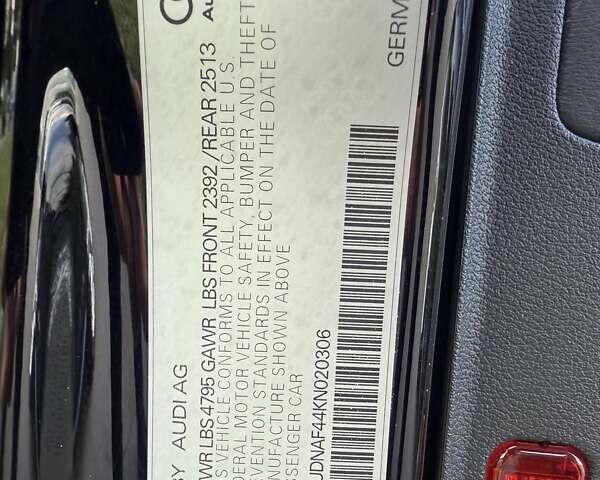 G
Au
GERM
BY AUDI AG
WR LBS 4795 GAWR LBS FRONT 2392 /REAR 2513
S VEHICLE CONFORMS TO ALL APPLICABLE U.S.
DERAL MOTOR VEHICLE SAFETY, BUMPER AND THEFT
VENTION STANDARDS IN EFFECT ON THE DATE OF
NUFACTURE SHOWN ABOVE
SSENGER CAR
UDNAF44KN020306